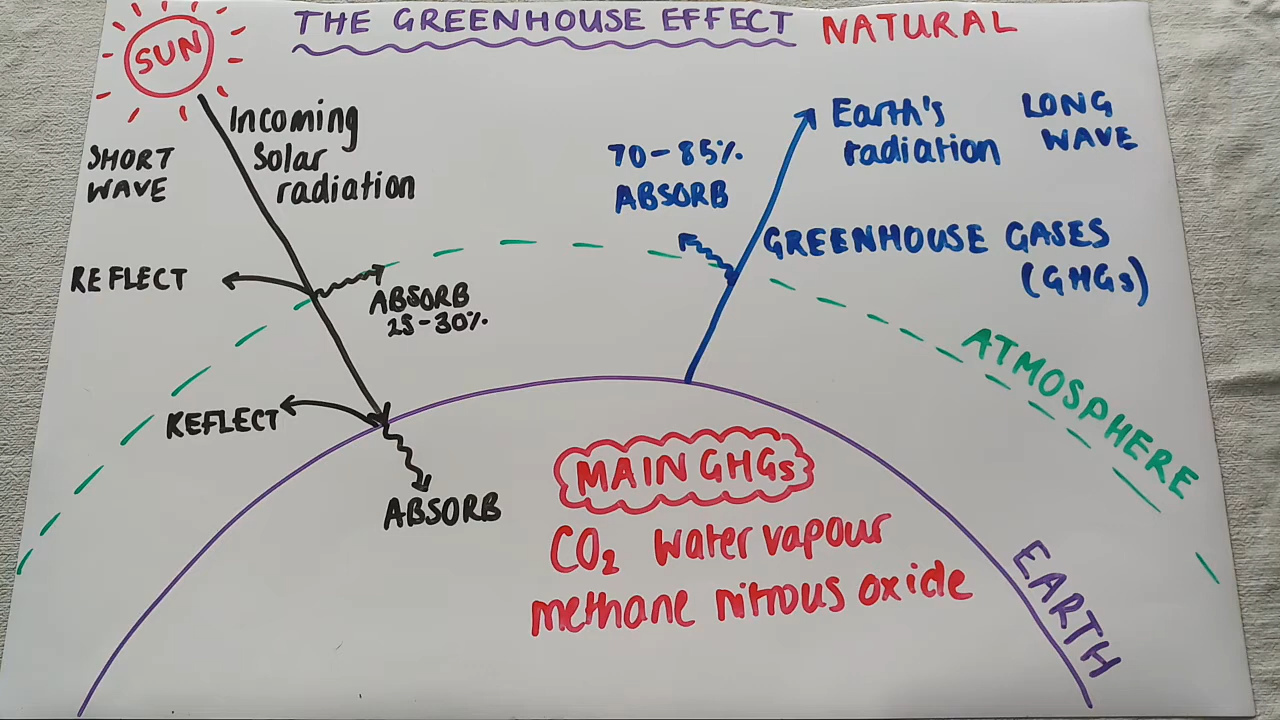 THE GREENHOUSE EFFECT NATURAL
SUN
Incoming
Solar
radiation
SHORT
WAVE
REFLECT
ABSORB
25-30%
REFLECT
ABSORB
70-85%
ABSORB
Earth's
radiation
LONG
WAVE
GREENHOUSE GASES
(GHGs)
ATMOSPHERE
EARTH
MAIN GHGs
CO₂ water vapour
methane nitrous oxide